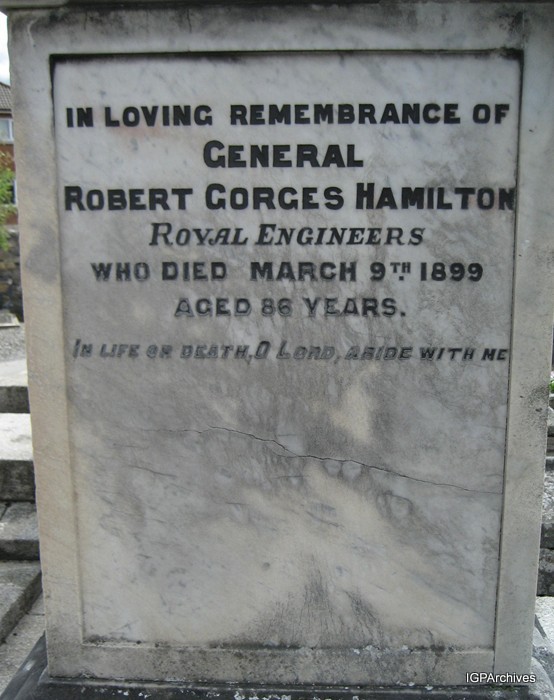 IN LOVING REMEMBRANCE OF
GENERAL
ROBERT GORGES HAMILTON
ROYAL ENGINEERS
WHO DIED MARCH 9TH 1899
AGED 86 YEARS.
IN LIFE OR DEATH, O LORD, ABIDE WITH ME
IGPArchives